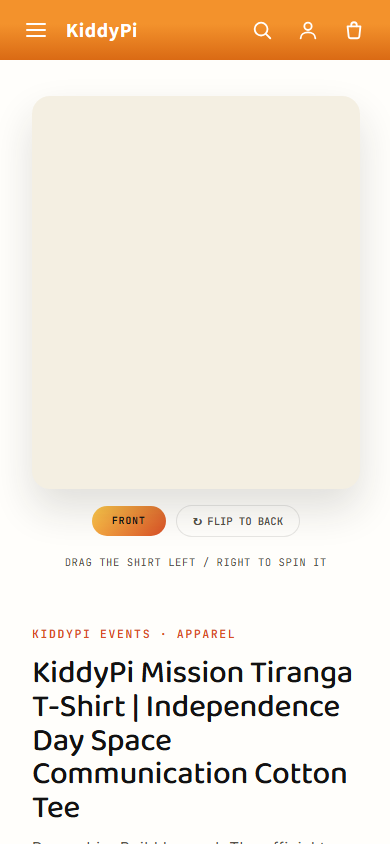 KiddyPi
FRONT
↻ FLIP TO BACK
DRAG THE SHIRT LEFT / RIGHT TO SPIN IT
KIDDYPI EVENTS · APPAREL
KiddyPi Mission Tiranga
T-Shirt | Independence
Day Space
Communication Cotton
Tee